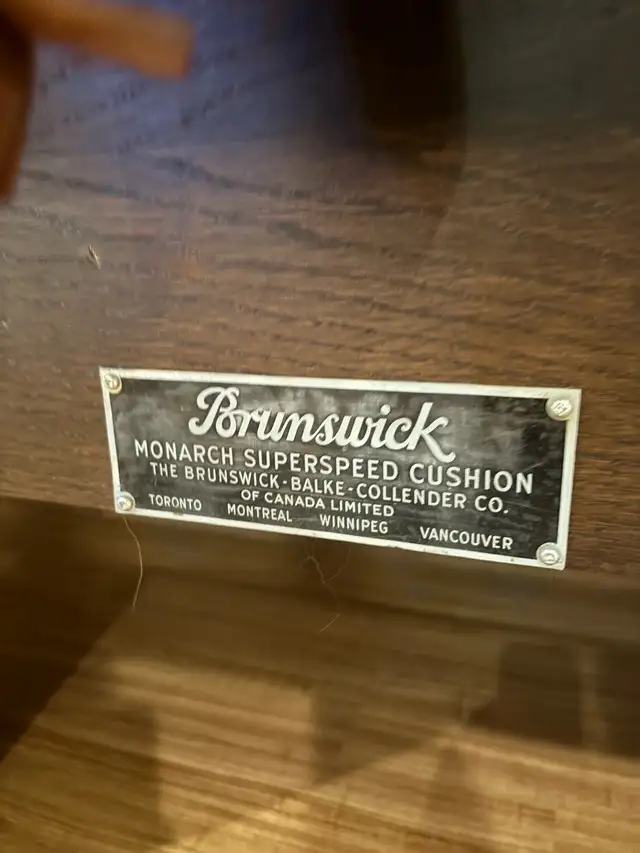 Brunswick
MONARCH SUPERSPEED CUSHION
THE BRUNSWICK-BALKE-COLLENDER CO.
OF CANADA LIMITED
TORONTO MONTREAL WINNIPEG VANCOUVER